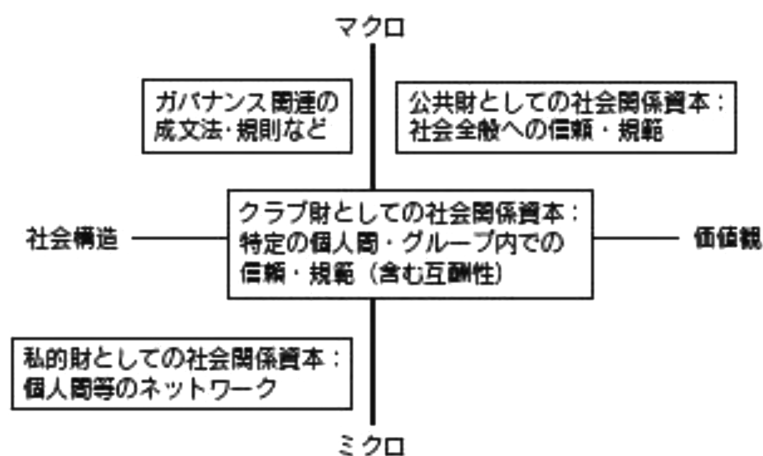 マクロ
ガバナンス関連の
成文法・規則など
公共財としての社会関係資本：
社会全般への信頼・規範
クラブ財としての社会関係資本：
特定の個人間・グループ内での
信頼・規範（含む互酬性）
社会構造
価値観
私的財としての社会関係資本：
個人間等のネットワーク
ミクロ